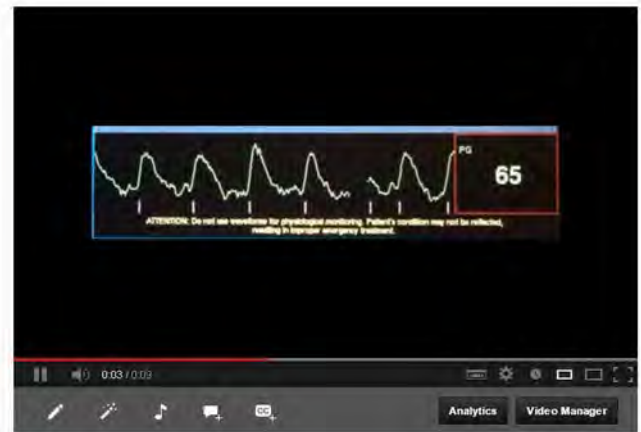 PG
65
ATTENTION: Do not use waveforms for physiological monitoring. Patient's condition may not be reflected,
resulting in improper emergency treatment.
0:03 / 0:09
CC
Analytics
Video Manager